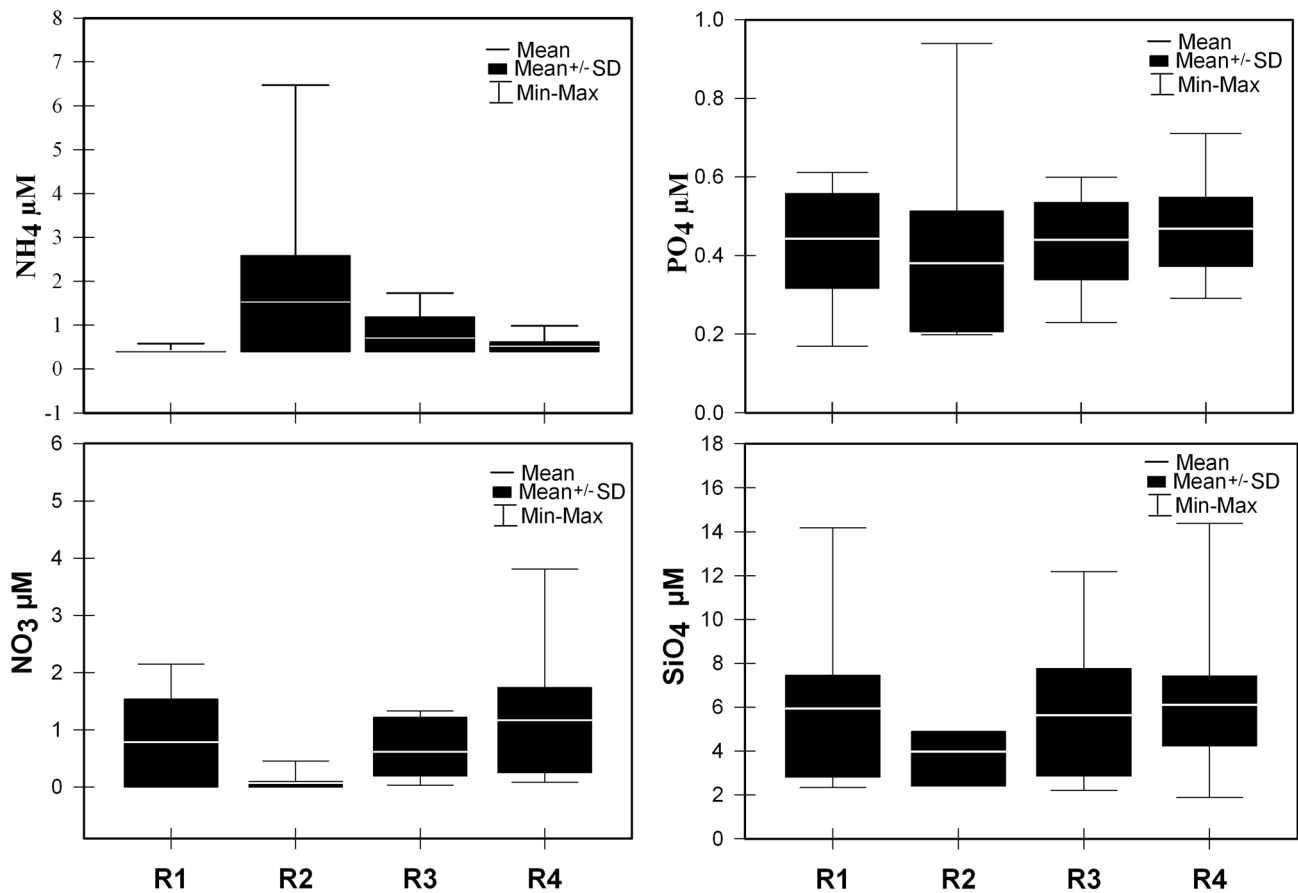 8
7
6
5
4
3
2
1
0
-1
NH4 µM
Mean
Mean+/- SD
Min-Max
1.0
0.8
0.6
0.4
0.2
0.0
PO4 µM
Mean
Mean+/- SD
Min-Max
6
5
4
3
2
1
0
NO3 µM
Mean
Mean+/- SD
Min-Max
R1 R2 R3 R4
18
16
14
12
10
8
6
4
2
0
SiO4 µM
Mean
Mean+/- SD
Min-Max
R1 R2 R3 R4